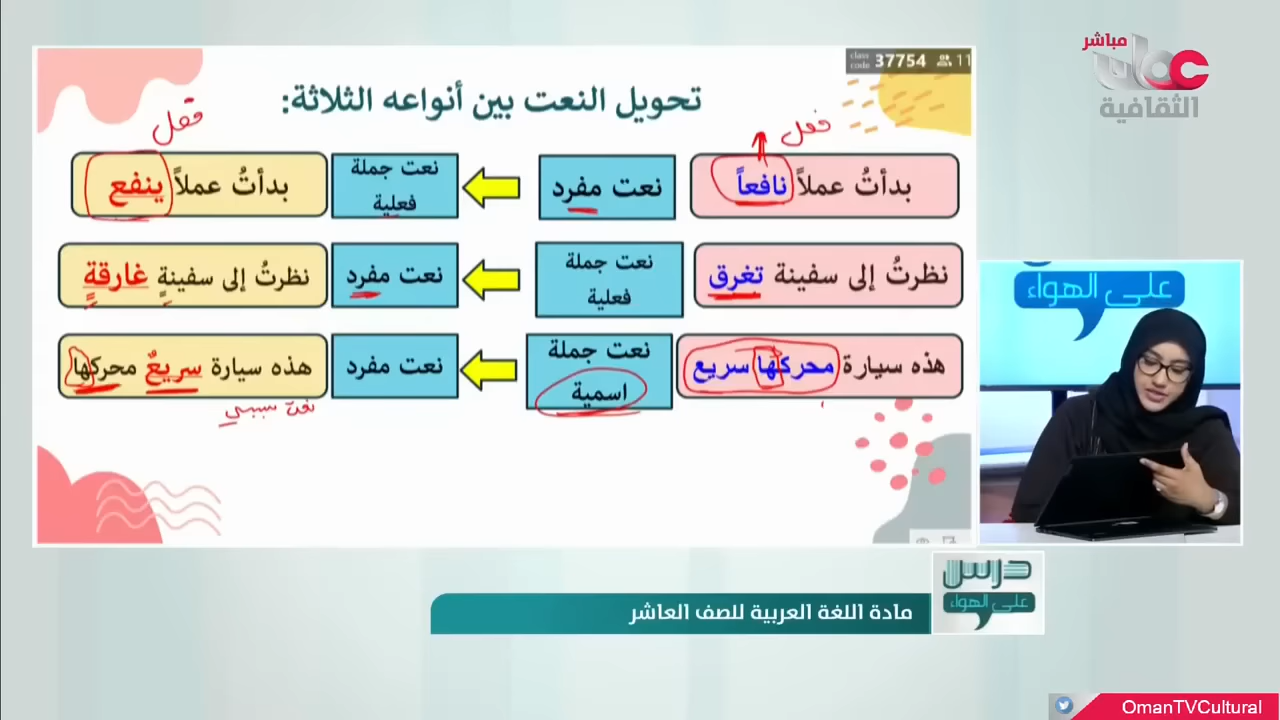 مباشر
عمان
الثقافية
class code 37754 11
تحويل النعت بين أنواعه الثلاثة:
فعل
فعل
بدأتُ عملاً نافعاً
نعت مفرد
نعت جملة فعلية
بدأتُ عملاً ينفع
نظرتُ إلى سفينة تغرق
نعت جملة فعلية
نعت مفرد
نظرتُ إلى سفينةٍ غارقةٍ
هذه سيارة محركها سريع
نعت جملة اسمية
نعت مفرد
هذه سيارة سريعٌ محركها
نعت سببي
على الهواء
درس
على الهواء
مادة اللغة العربية للصف العاشر
OmanTVCultural